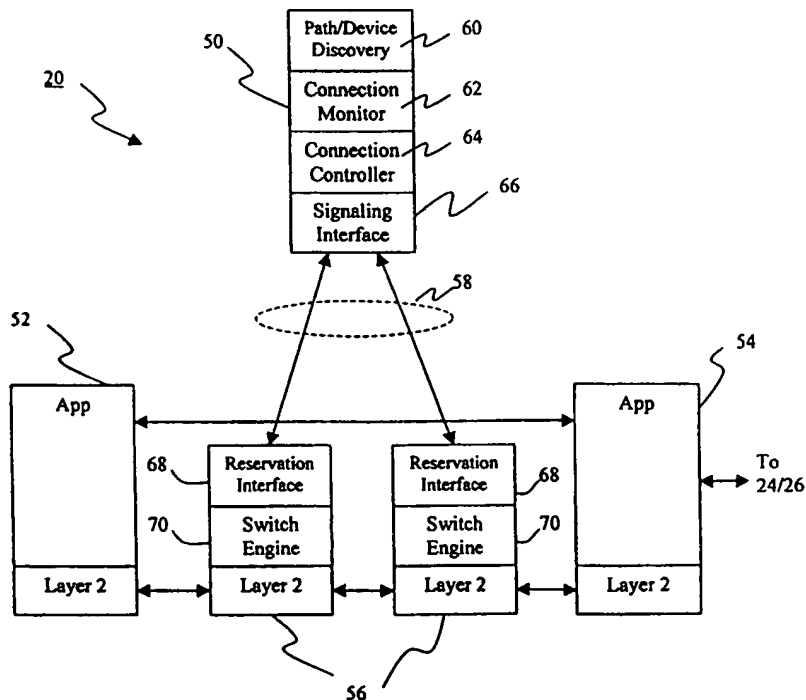 Path/Device
Discovery
60
50
20
Connection
Monitor
62
Connection
Controller
64
66
Signaling
Interface
58
52
54
App
App
68
Reservation
Interface
Reservation
Interface
68
To
24/26
70
Switch
Engine
Switch
Engine
70
Layer 2
Layer 2
Layer 2
Layer 2
56